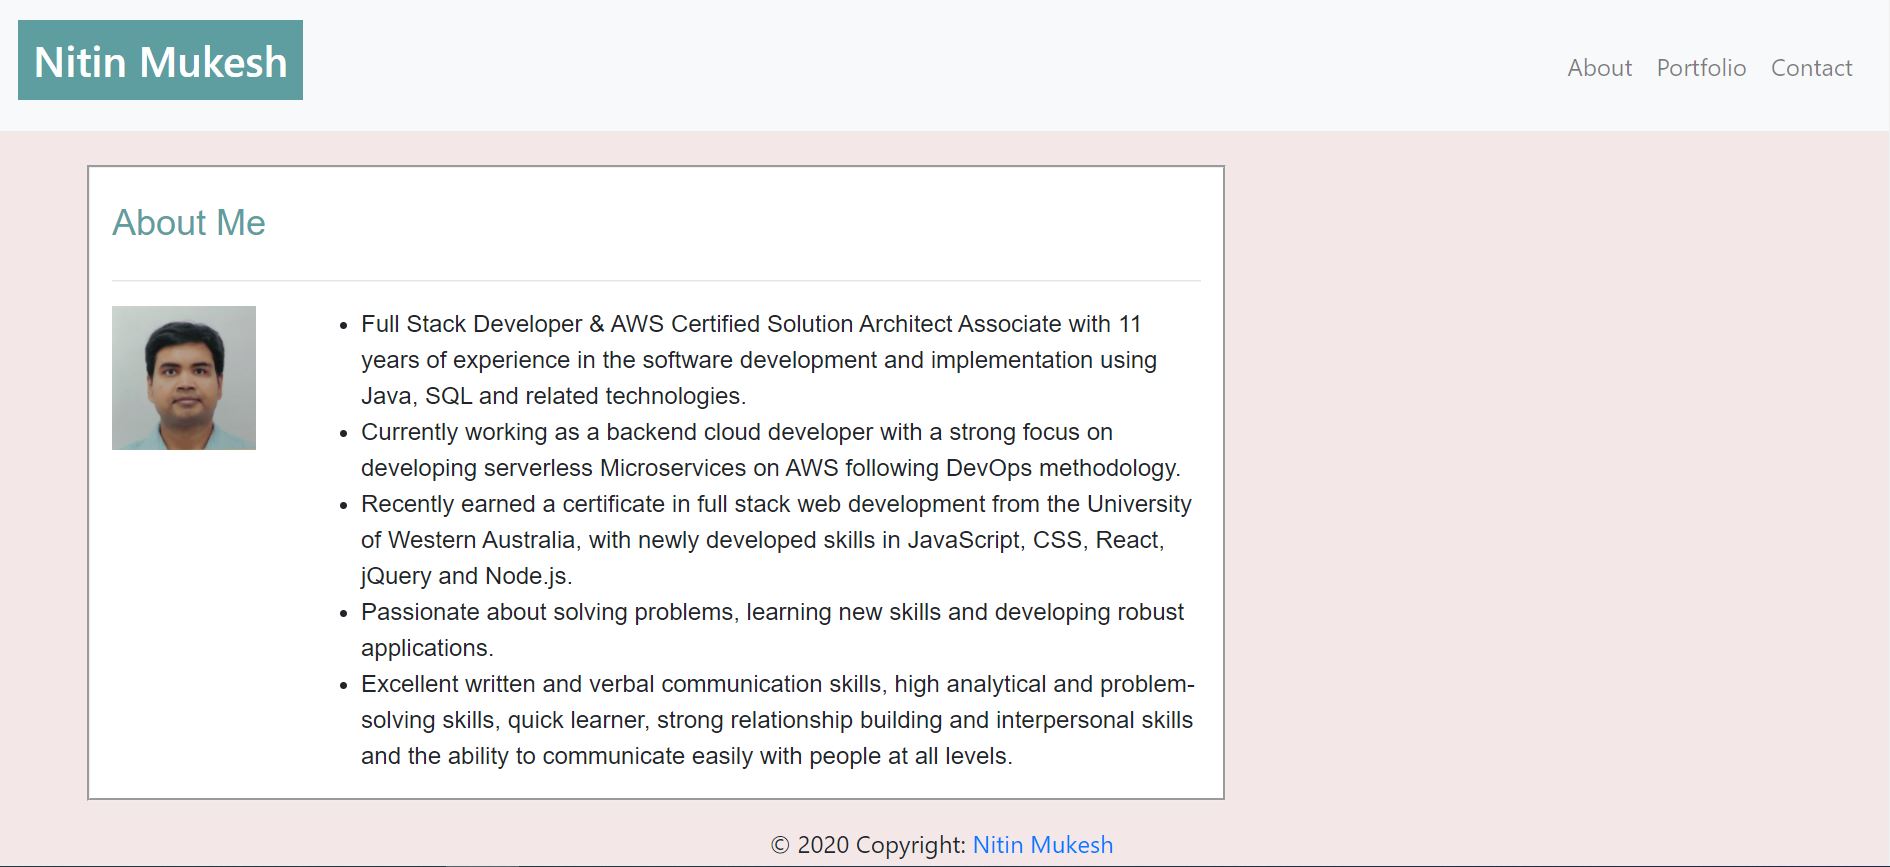 Nitin Mukesh
About Portfolio Contact
About Me
• Full Stack Developer & AWS Certified Solution Architect Associate with 11
years of experience in the software development and implementation using
Java, SQL and related technologies.
• Currently working as a backend cloud developer with a strong focus on
developing serverless Microservices on AWS following DevOps methodology.
• Recently earned a certificate in full stack web development from the University
of Western Australia, with newly developed skills in JavaScript, CSS, React,
jQuery and Node.js.
• Passionate about solving problems, learning new skills and developing robust
applications.
• Excellent written and verbal communication skills, high analytical and problem-
solving skills, quick learner, strong relationship building and interpersonal skills
and the ability to communicate easily with people at all levels.
© 2020 Copyright: Nitin Mukesh